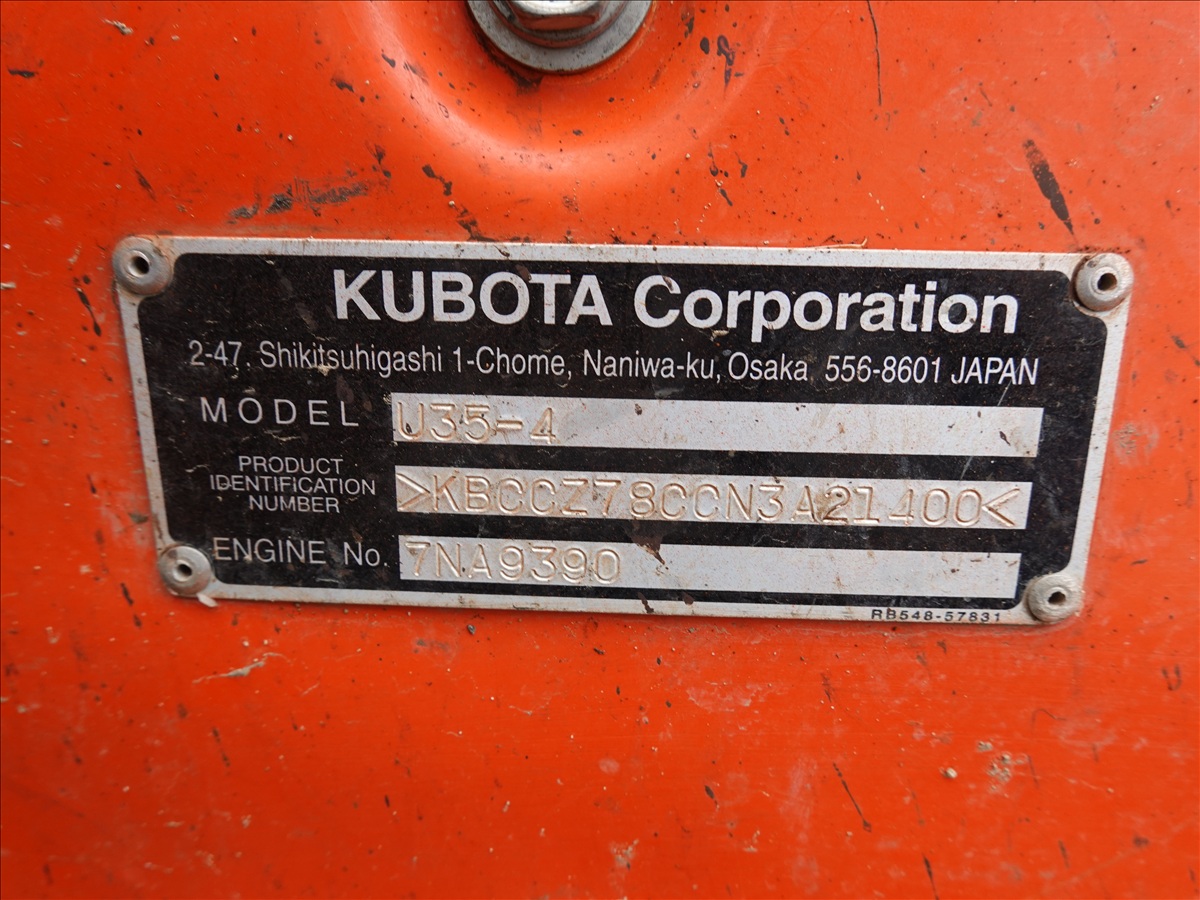 KUBOTA Corporation
2-47, Shikitsuhigashi 1-Chome, Naniwa-ku, Osaka 556-8601 JAPAN
MODEL U35-4
PRODUCT
IDENTIFICATION
NUMBER
>KBCCZ78CCN3A21400<
ENGINE No. 7NA9390
RB548-57831